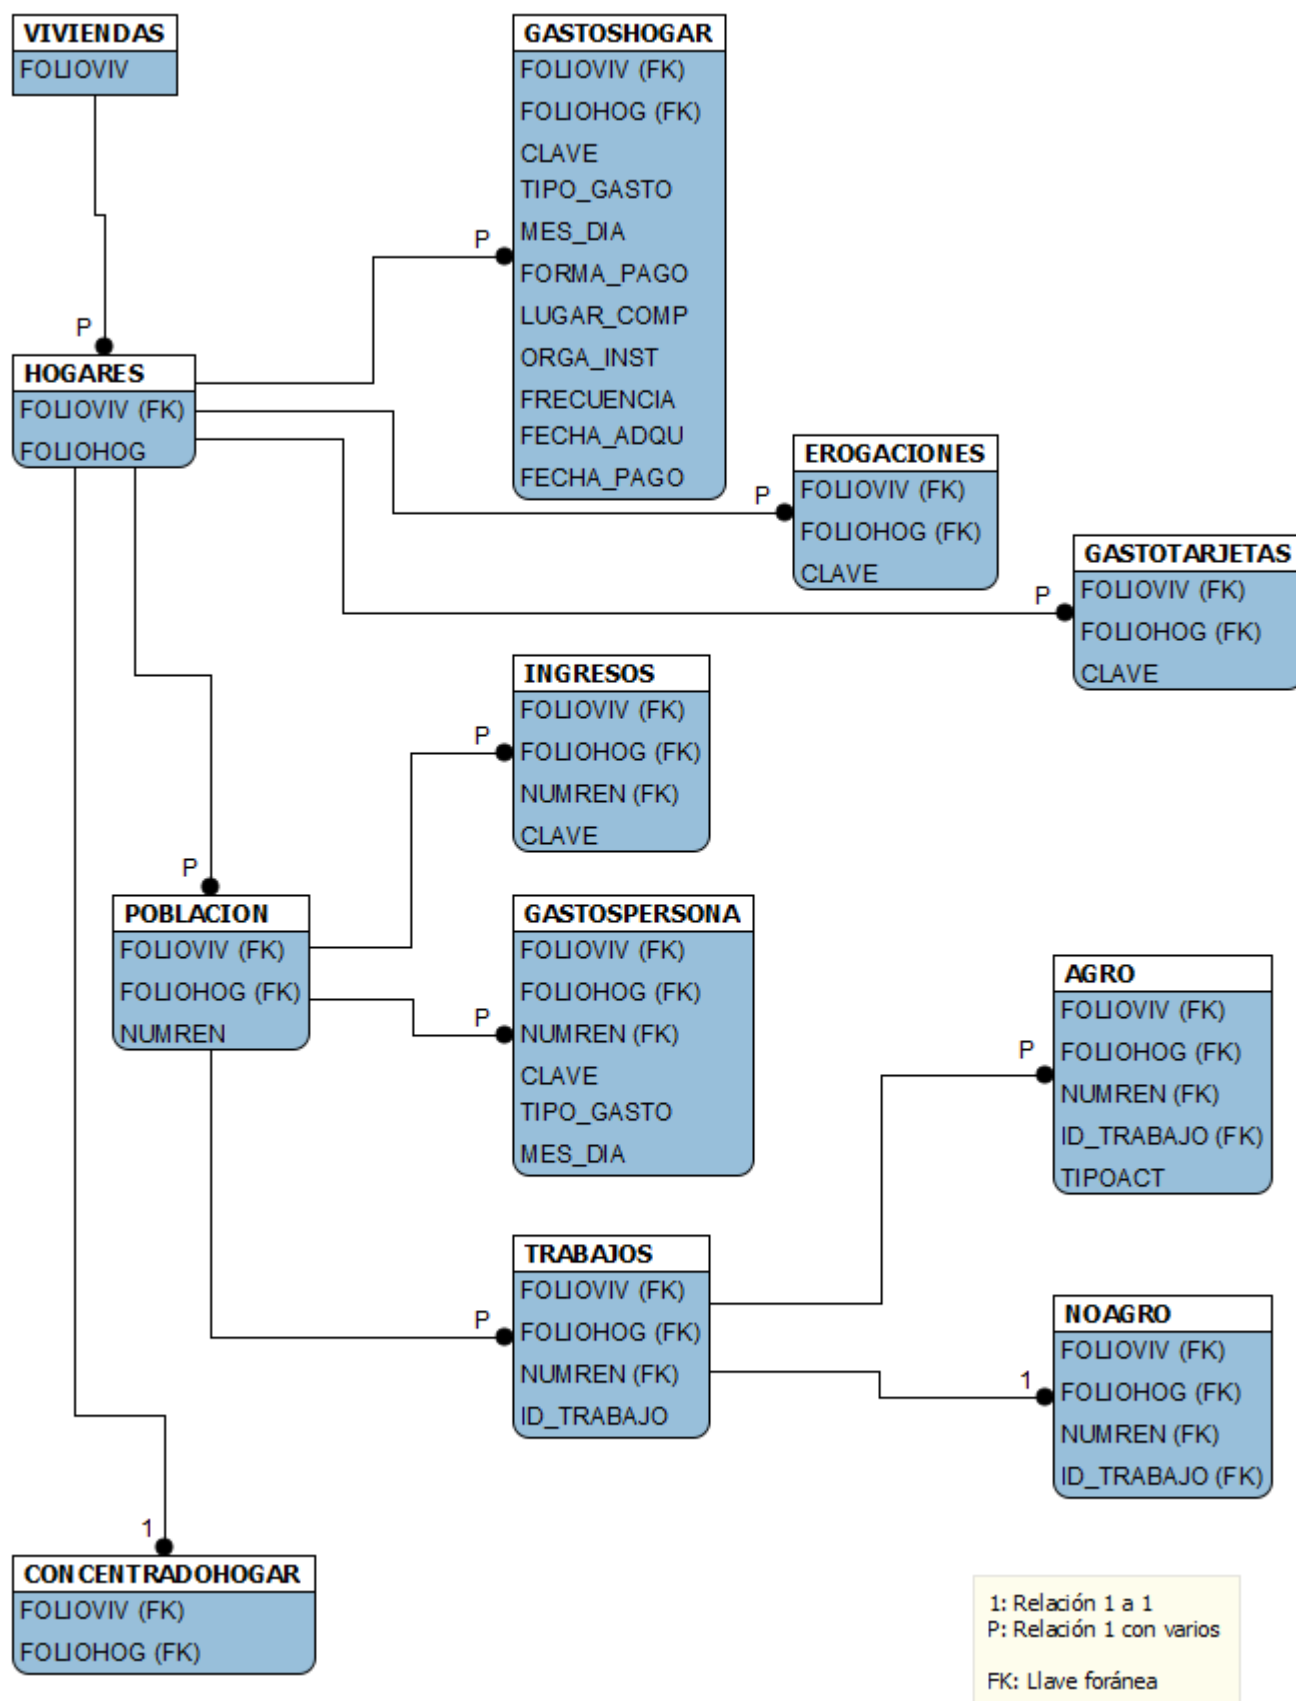 VIVIENDAS
FOLIOVIV
GASTOSHOGAR
FOLIOVIV (FK)
FOLIOHOG (FK)
CLAVE
TIPO_GASTO
MES_DIA
FORMA_PAGO
LUGAR_COMP
ORGA_INST
FRECUENCIA
FECHA_ADQU
FECHA_PAGO
P
P
HOGARES
FOLIOVIV (FK)
FOLIOHOG
P
EROGACIONES
FOLIOVIV (FK)
FOLIOHOG (FK)
CLAVE
P
GASTOTARJETAS
FOLIOVIV (FK)
FOLIOHOG (FK)
CLAVE
P
INGRESOS
FOLIOVIV (FK)
FOLIOHOG (FK)
NUMREN (FK)
CLAVE
P
POBLACION
FOLIOVIV (FK)
FOLIOHOG (FK)
NUMREN
P
GASTOSPERSONA
FOLIOVIV (FK)
FOLIOHOG (FK)
NUMREN (FK)
CLAVE
TIPO_GASTO
MES_DIA
P
AGRO
FOLIOVIV (FK)
FOLIOHOG (FK)
NUMREN (FK)
ID_TRABAJO (FK)
TIPOACT
P
TRABAJOS
FOLIOVIV (FK)
FOLIOHOG (FK)
NUMREN (FK)
ID_TRABAJO
1
NOAGRO
FOLIOVIV (FK)
FOLIOHOG (FK)
NUMREN (FK)
ID_TRABAJO (FK)
1
CONCENTRADOHOGAR
FOLIOVIV (FK)
FOLIOHOG (FK)
1: Relación 1 a 1
P: Relación 1 con varios
FK: Llave foránea